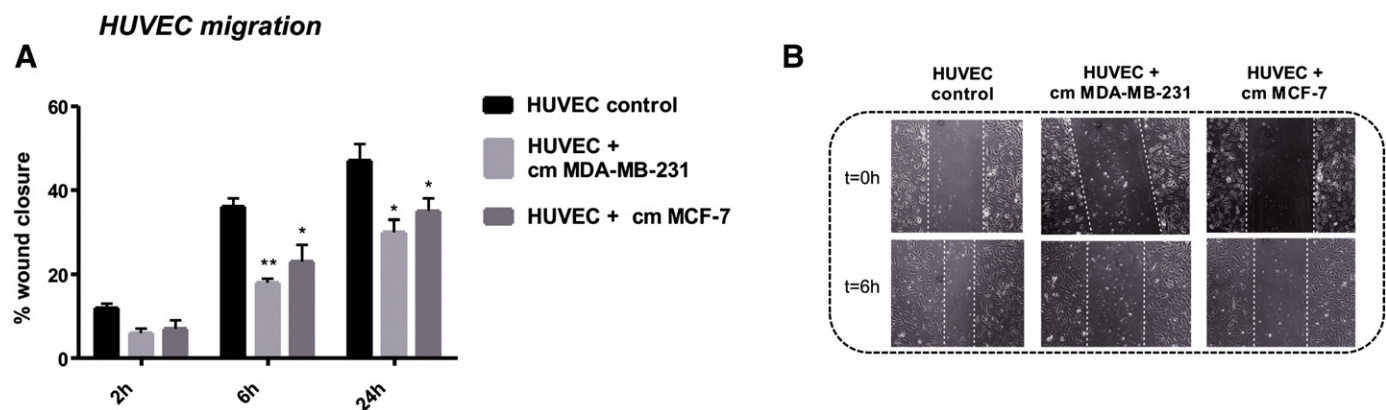 HUVEC migration
A
% wound closure
60
40
20
0
**
*
*
*
2h
6h
24h
HUVEC control
HUVEC +
cm MDA-MB-231
HUVEC + cm MCF-7
B
HUVEC
control
HUVEC +
cm MDA-MB-231
HUVEC +
cm MCF-7
t=0h
t=6h